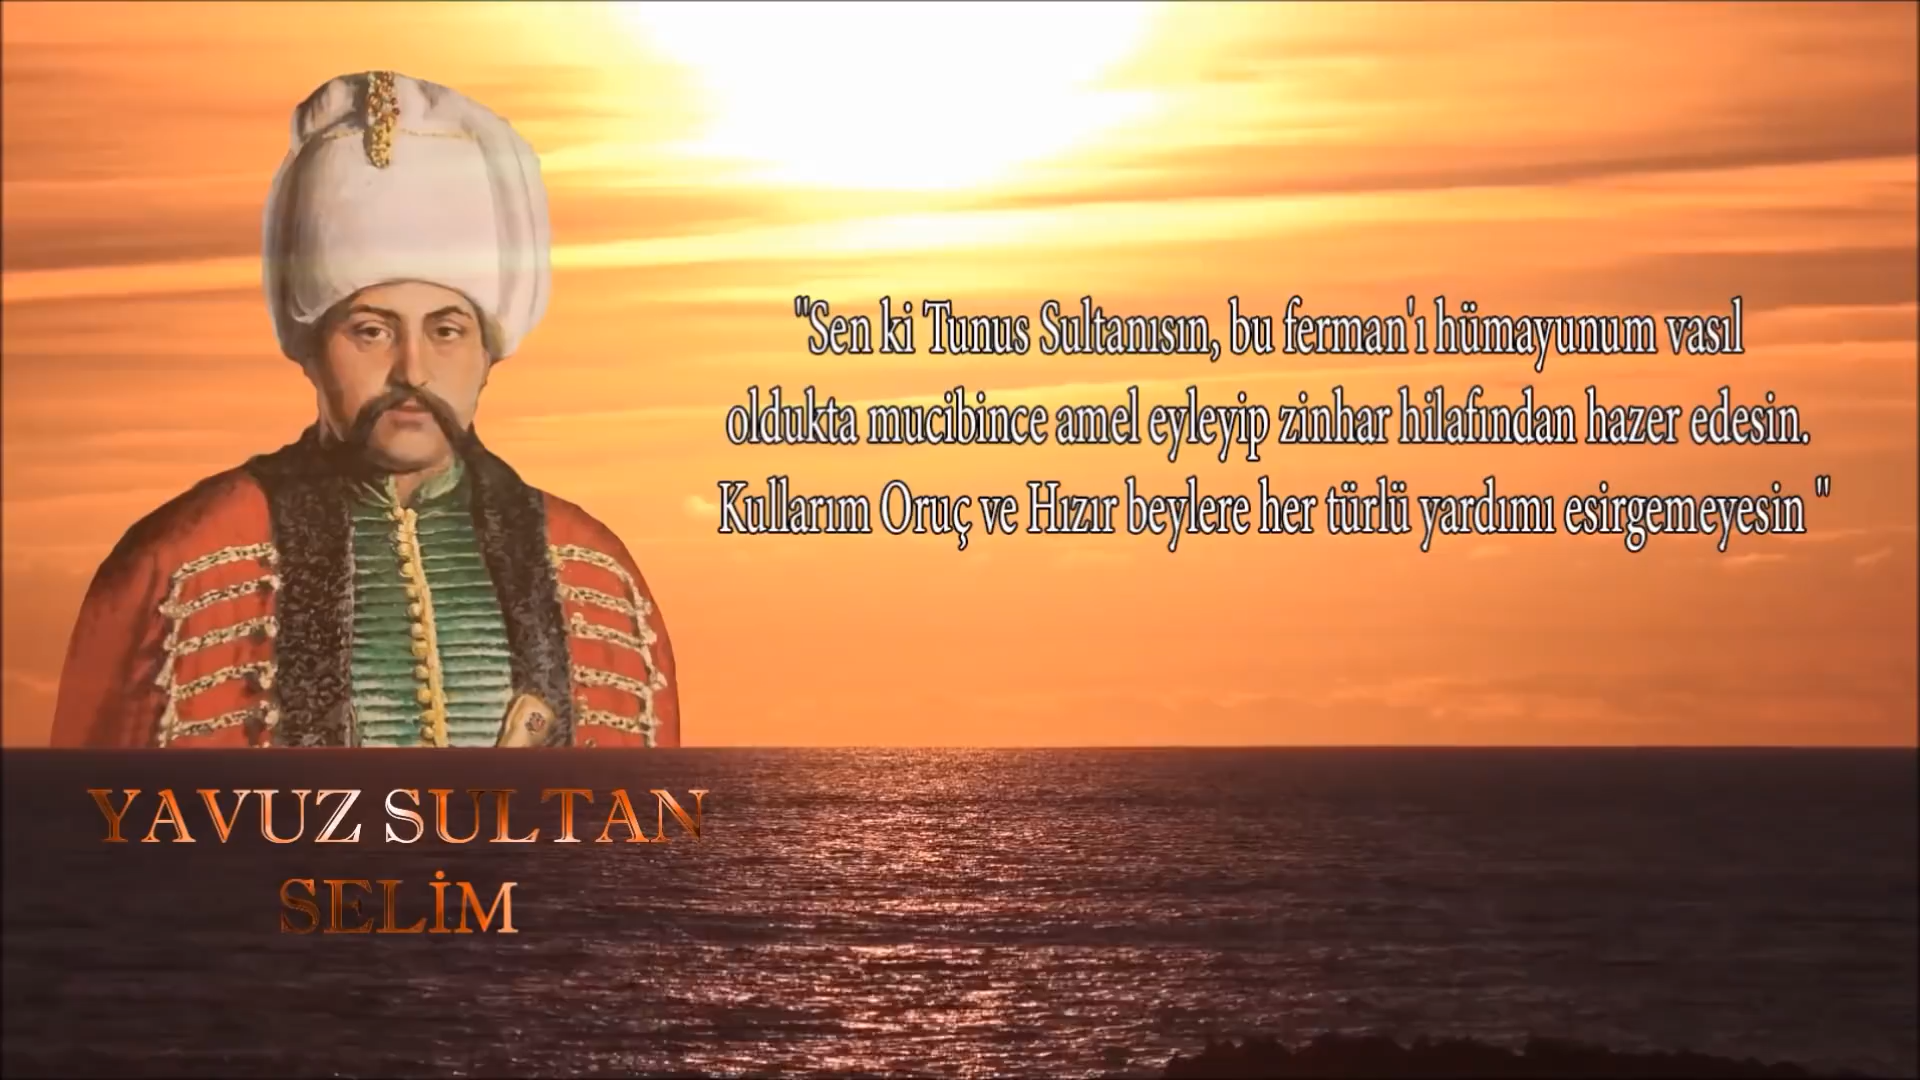 "Sen ki Tunus Sultanısın, bu ferman'ı hümayunum vasıl
oldukta mucibince amel eyleyip zinhar hilafından hazer edesin.
Kullarım Oruç ve Hızır beylere her türlü yardımı esirgemeyesin "
YAVUZ SULTAN
SELİM